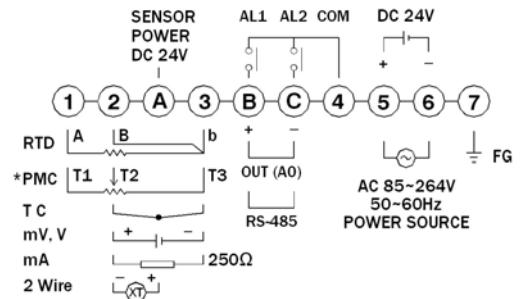 SENSOR POWER DC 24V
AL1 AL2 COM
DC 24V
+ −
1 2 A 3 B C 4 5 6 7
RTD A B b
+ −
FG
*PMC T1 T2 T3
OUT (A0)
AC 85~264V
50~60Hz
POWER SOURCE
T C
RS-485
mV, V + −
mA 250Ω
2 Wire − XT +